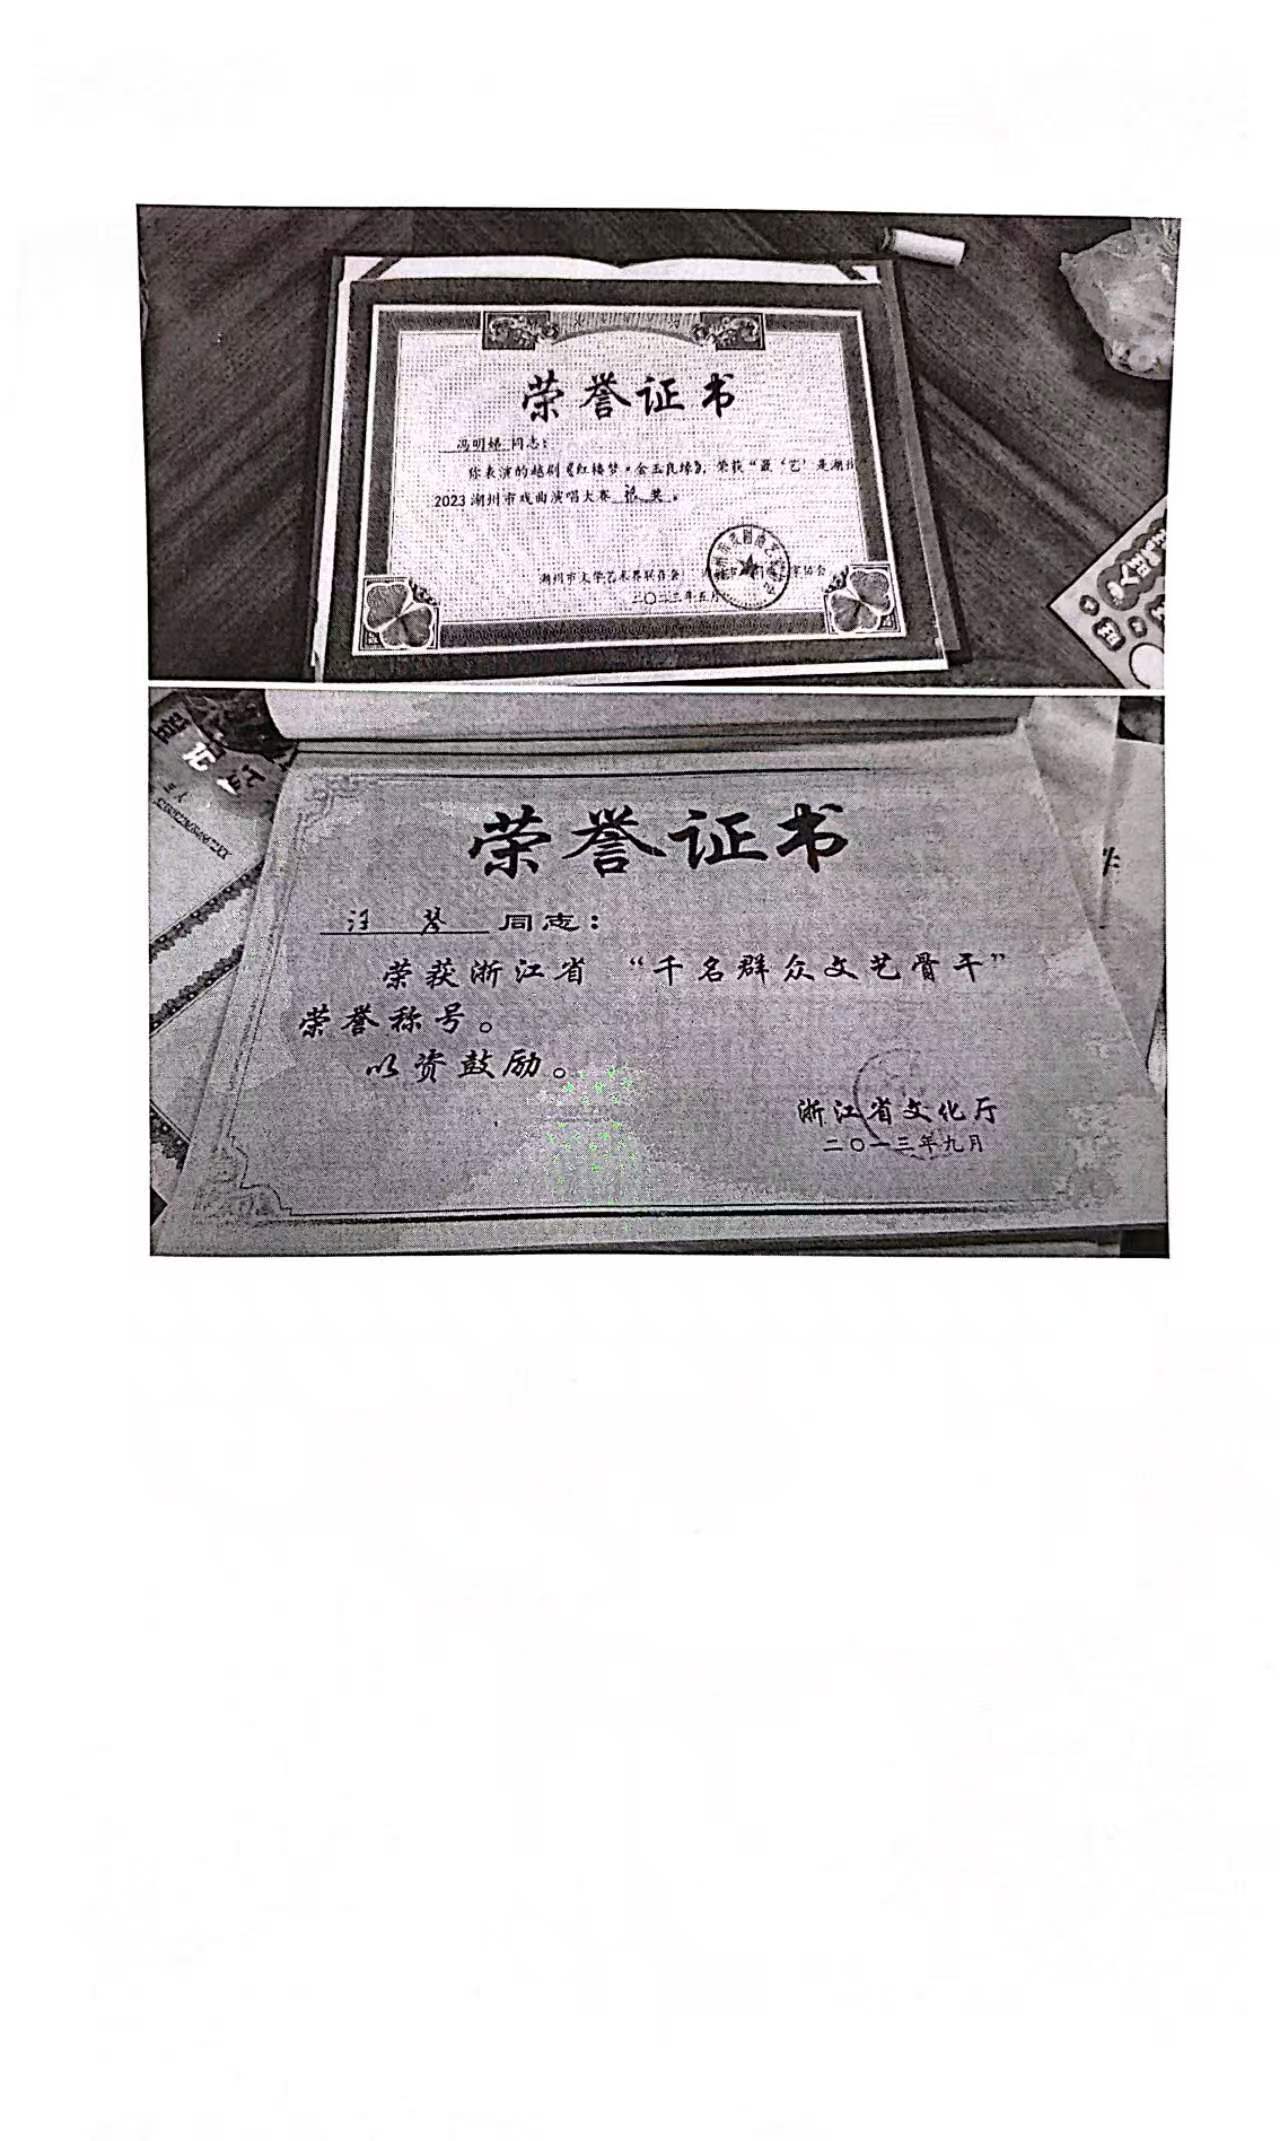 荣誉证书
冯明娣 同志：
你表演的越剧《红楼梦·金玉良缘》，荣获“最‘艺’是湖州
2023湖州市戏曲演唱大赛 银奖。
湖州市文学艺术界联合会
家协会
二〇二三年五月
荣誉证书
汪 琴 同志：
荣获浙江省“千名群众文艺骨干”
荣誉称号。
以资鼓励。
浙江省文化厅
二〇一三年九月